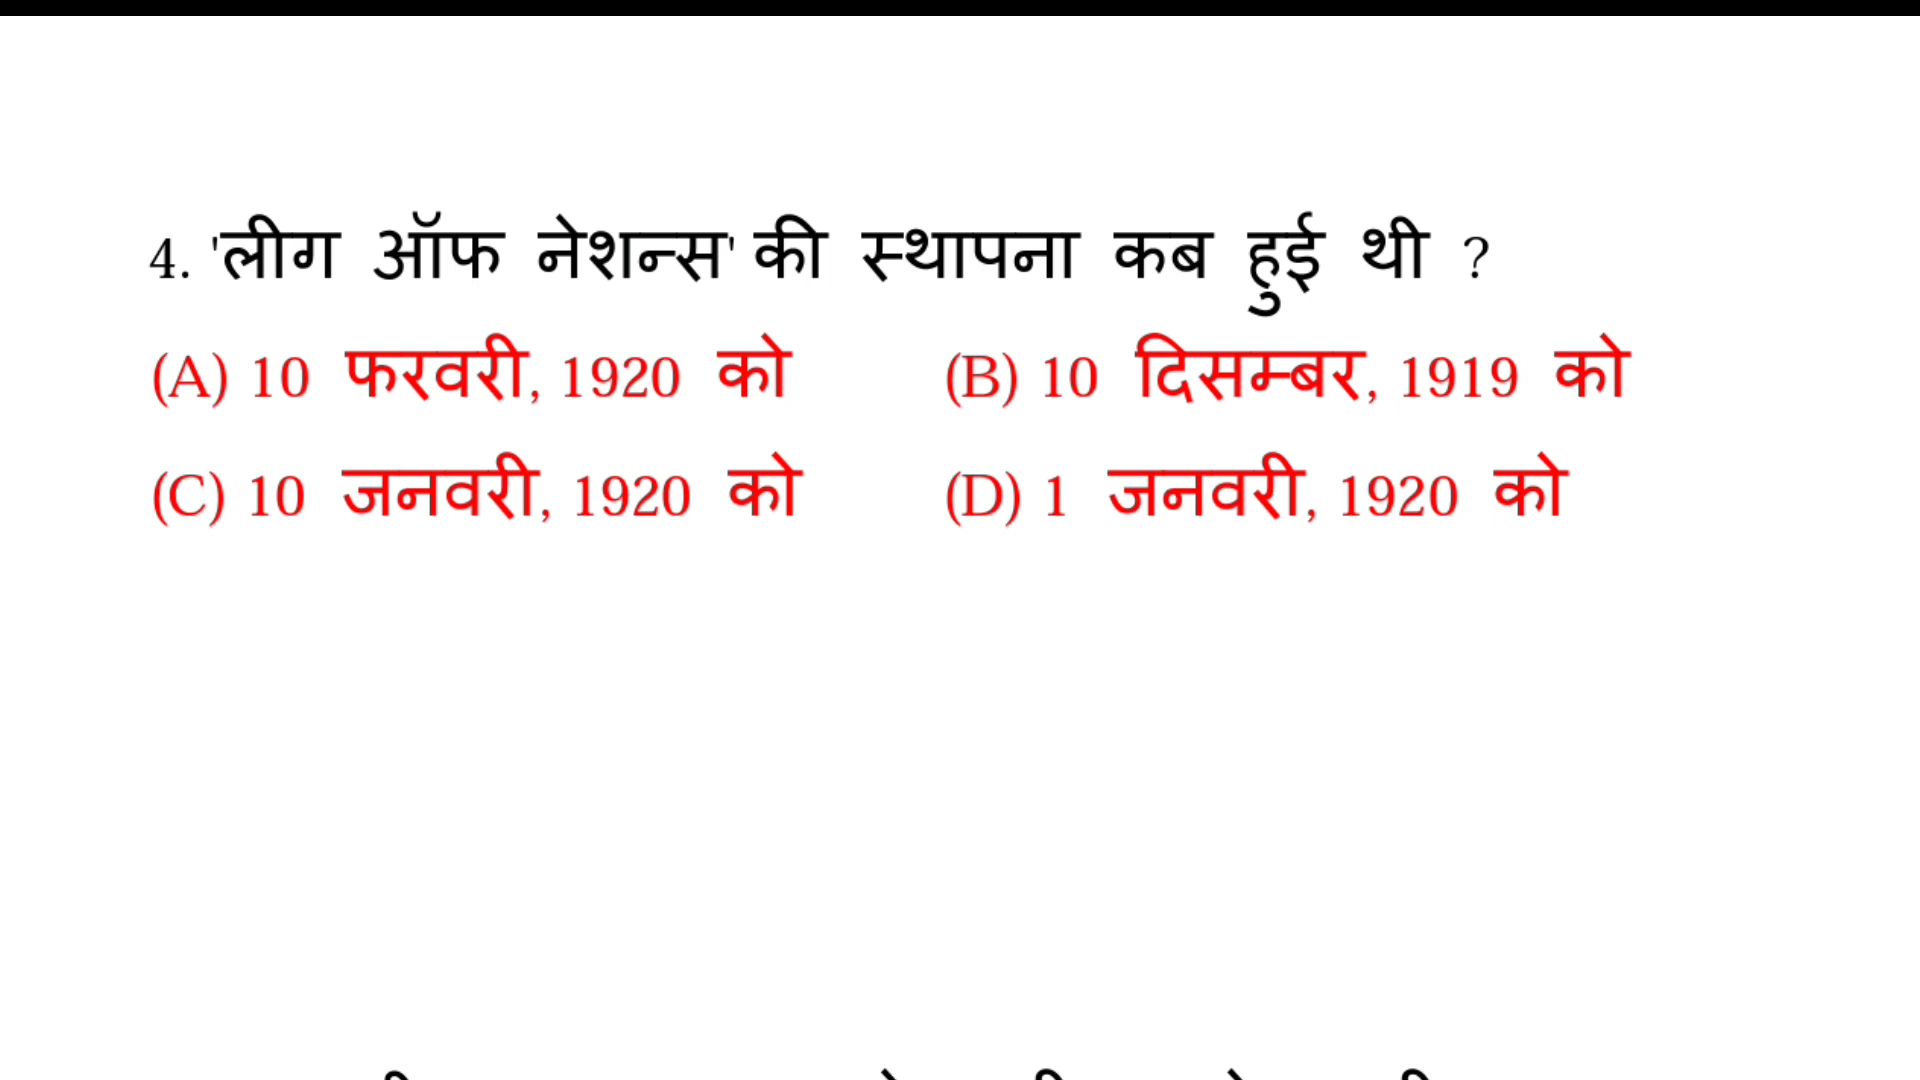 4. 'लीग ऑफ नेशन्स' की स्थापना कब हुई थी ?
(A) 10 फरवरी, 1920 को (B) 10 दिसम्बर, 1919 को
(C) 10 जनवरी, 1920 को (D) 1 जनवरी, 1920 को